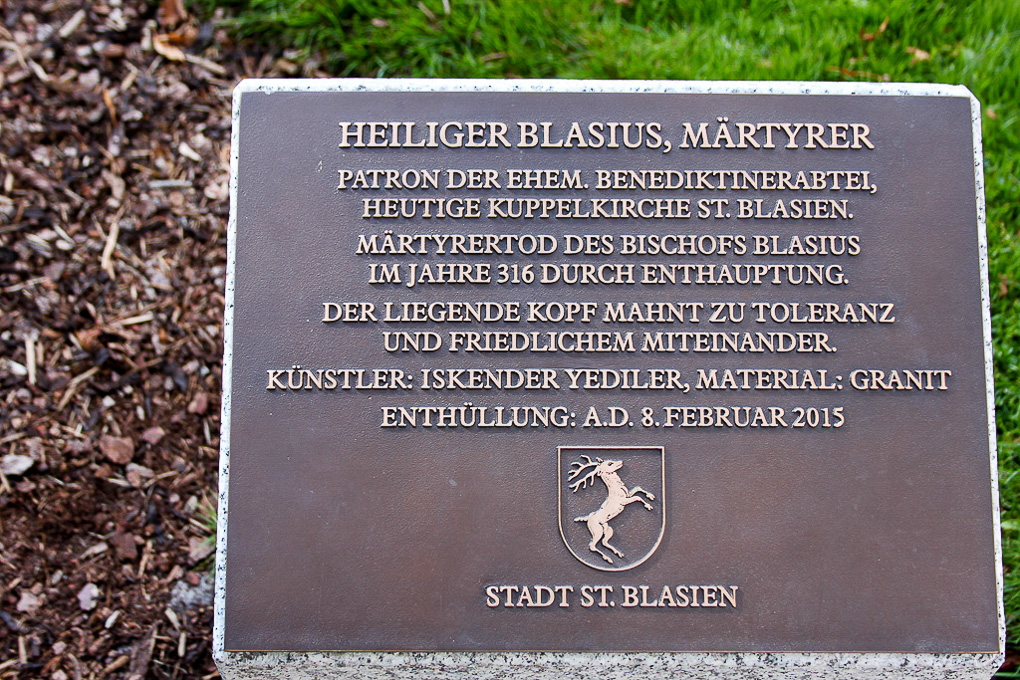 HEILIGER BLASIUS, MÄRTYRER
PATRON DER EHEM. BENEDIKTINERABTEI,
HEUTIGE KUPPELKIRCHE ST. BLASIEN.
MÄRTYRERTOD DES BISCHOFS BLASIUS
IM JAHRE 316 DURCH ENTHAUPTUNG.
DER LIEGENDE KOPF MAHNT ZU TOLERANZ
UND FRIEDLICHEM MITEINANDER.
KÜNSTLER: ISKENDER YEDILER, MATERIAL: GRANIT
ENTHÜLLUNG: A.D. 8. FEBRUAR 2015
STADT ST. BLASIEN